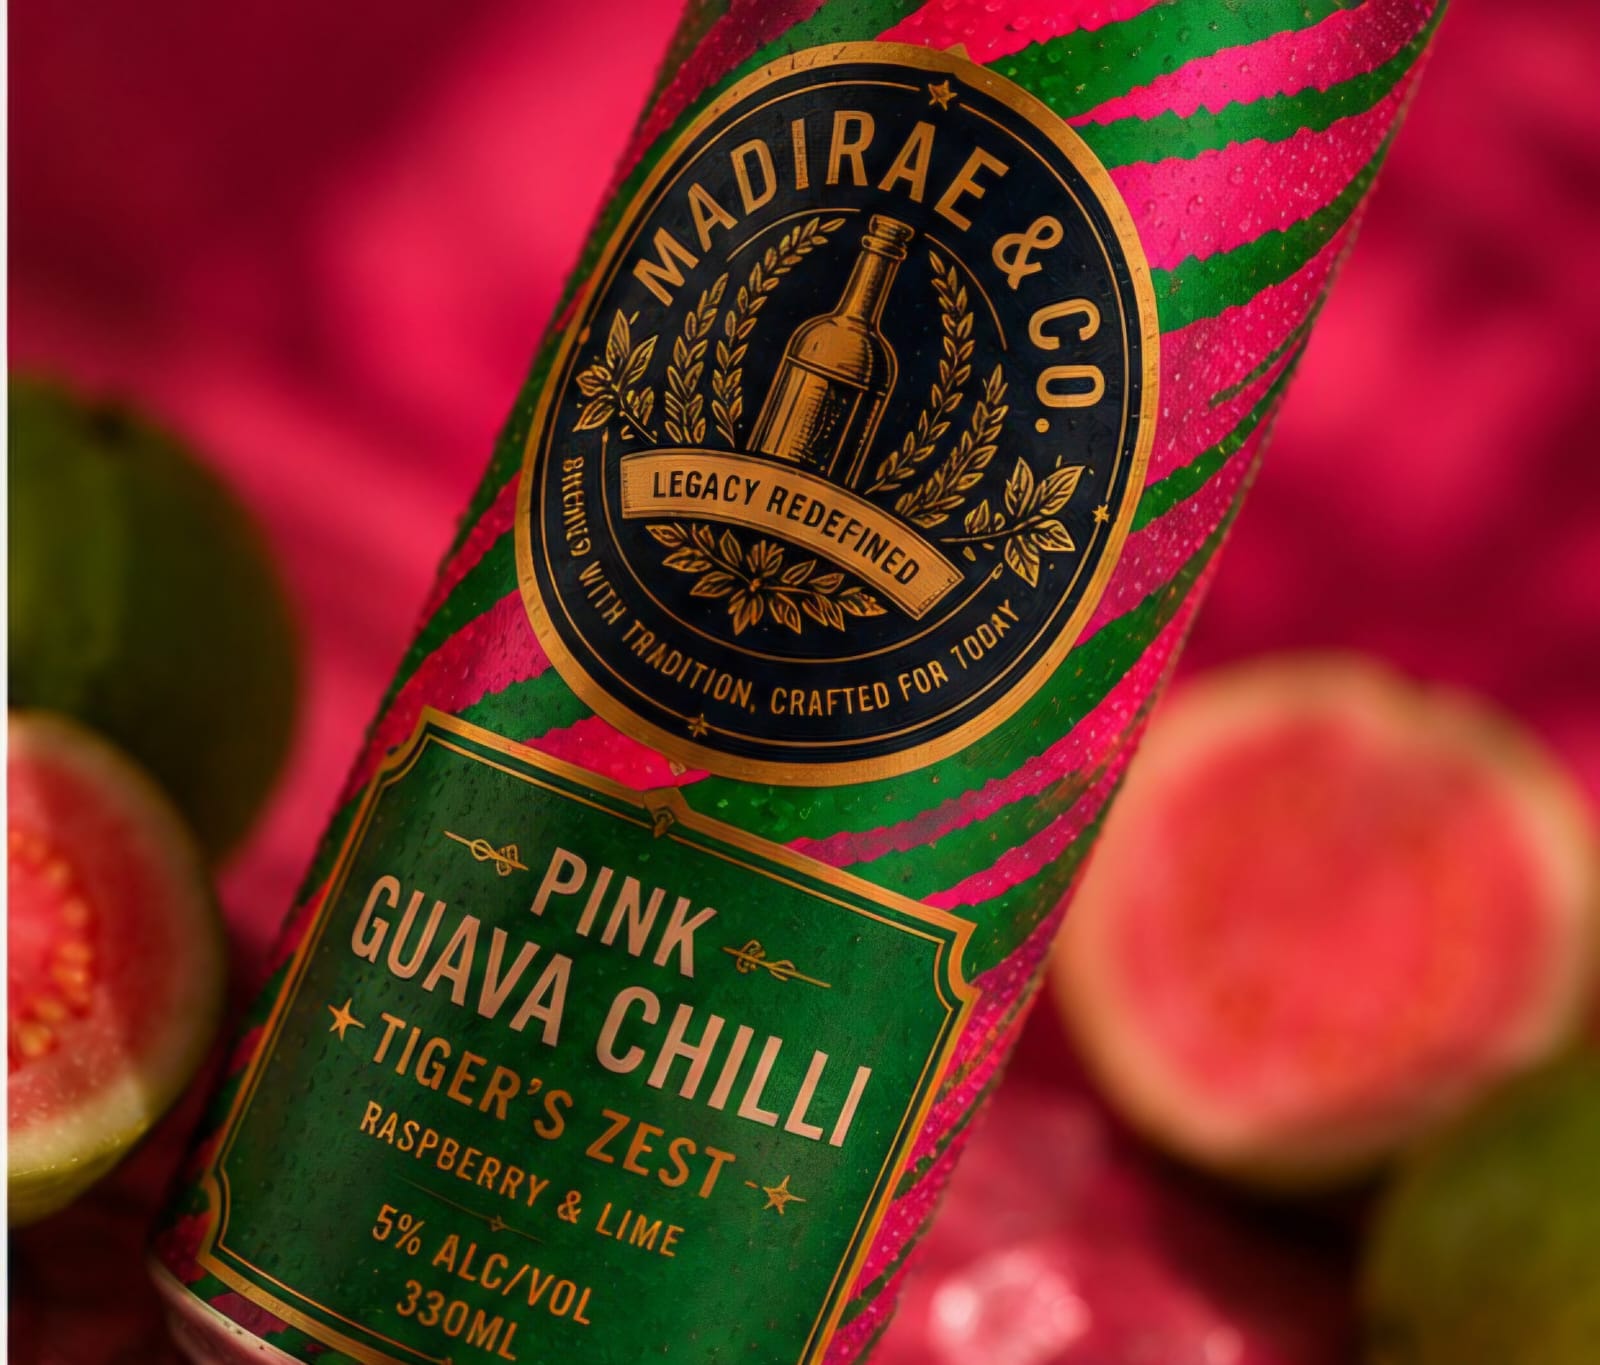 MADIRAE & CO.
LEGACY REDEFINED
WITH TRADITION, CRAFTED FOR TODAY
PINK
GUAVA CHILLI
TIGER'S ZEST
RASPBERRY & LIME
5% ALC/VOL
330ML